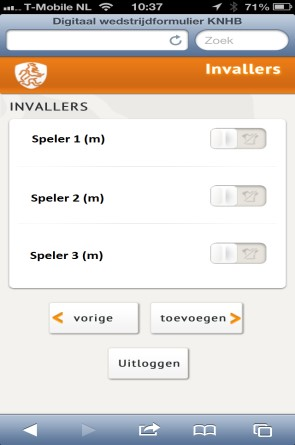 T-Mobile NL 10:37 71%
Digitaal wedstrijdformulier KNHB
Zoek
Invallers
INVALLERS
Speler 1 (m)
Speler 2 (m)
Speler 3 (m)
< vorige toevoegen >
Uitloggen